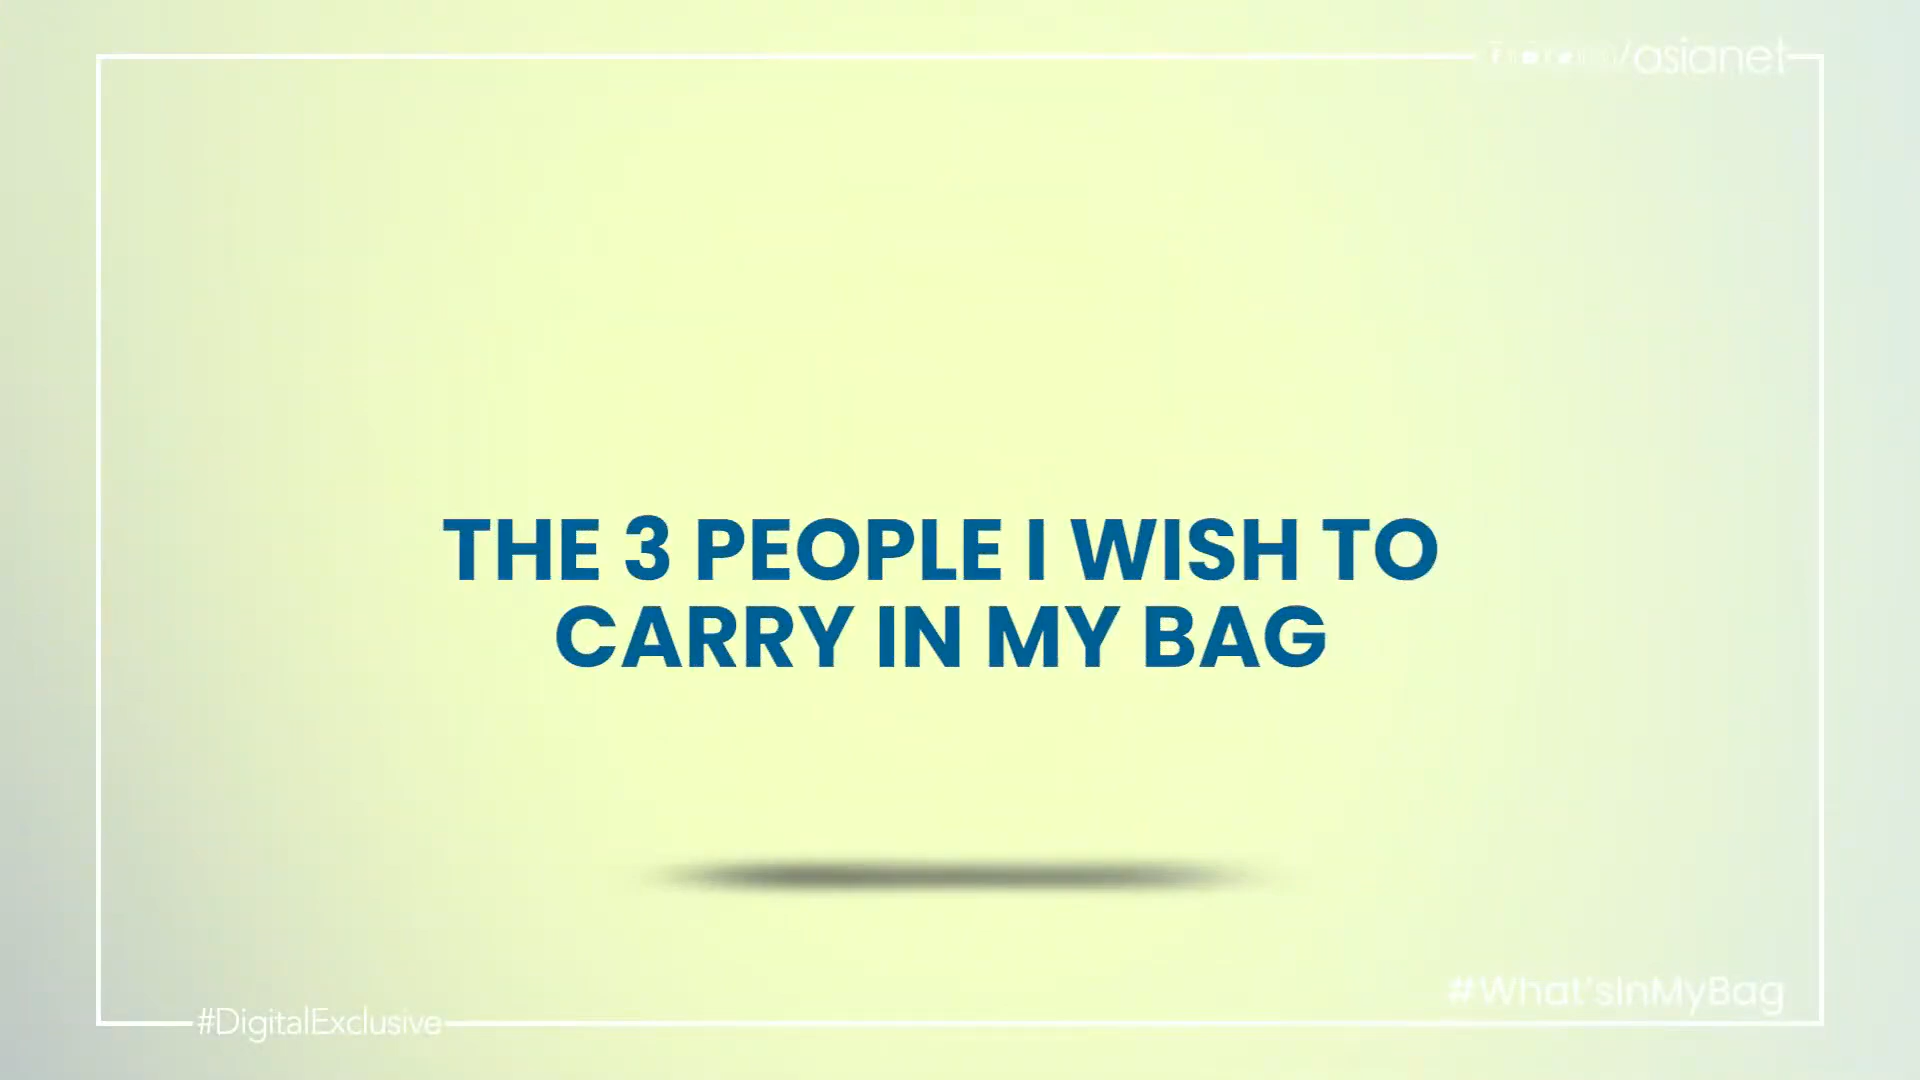 /asianet
THE 3 PEOPLE I WISH TO
CARRY IN MY BAG
#What'sInMyBag
#DigitalExclusive